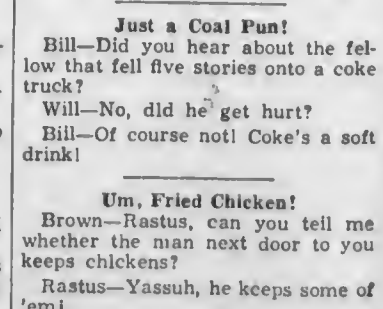 Just a Coal Pun!
Bill—Did you hear about the fel-
low that fell five stories onto a coke
truck?
Will—No, did he get hurt?
Bill—Of course not! Coke's a soft
drink!
Um, Fried Chicken!
Brown—Rastus, can you tell me
whether the man next door to you
keeps chickens?
Rastus—Yassuh, he keeps some of
'em!